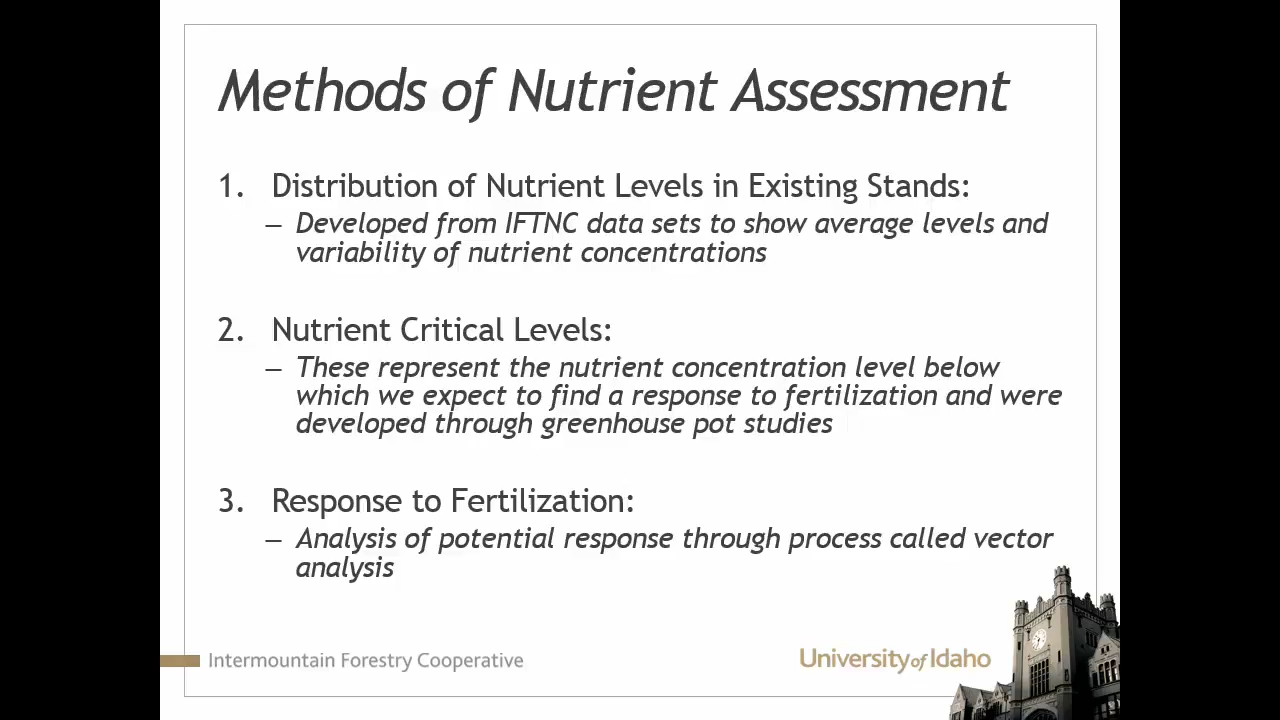 Methods of Nutrient Assessment
1. Distribution of Nutrient Levels in Existing Stands:
– Developed from IFTNC data sets to show average levels and
variability of nutrient concentrations
2. Nutrient Critical Levels:
– These represent the nutrient concentration level below
which we expect to find a response to fertilization and were
developed through greenhouse pot studies
3. Response to Fertilization:
– Analysis of potential response through process called vector
analysis
Intermountain Forestry Cooperative
University of Idaho